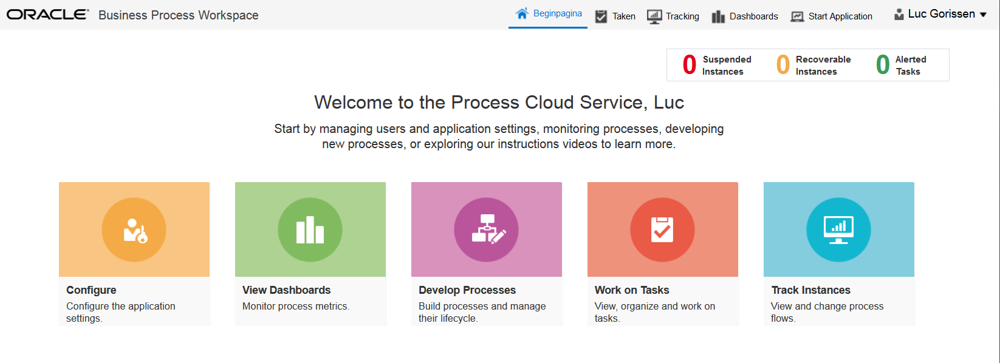 ORACLE Business Process Workspace
Beginpagina Taken Tracking Dashboards Start Application Luc Gorissen
0 Suspended Instances
0 Recoverable Instances
0 Alerted Tasks
Welcome to the Process Cloud Service, Luc
Start by managing users and application settings, monitoring processes, developing
new processes, or exploring our instructions videos to learn more.
Configure
Configure the application
settings.
View Dashboards
Monitor process metrics.
Develop Processes
Build processes and manage
their lifecycle.
Work on Tasks
View, organize and work on
tasks.
Track Instances
View and change process
flows.